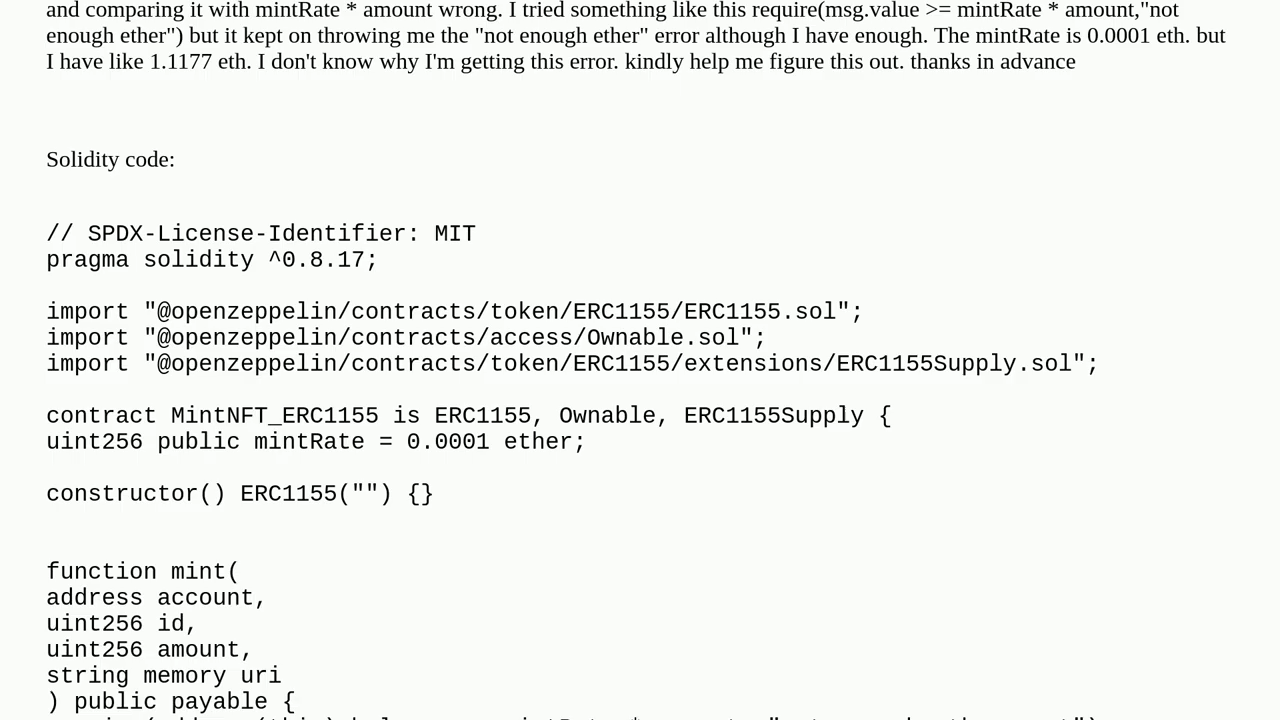 and comparing it with mintRate * amount wrong. I tried something like this require(msg.value >= mintRate * amount,"not
enough ether") but it kept on throwing me the "not enough ether" error although I have enough. The mintRate is 0.0001 eth. but
I have like 1.1177 eth. I don't know why I'm getting this error. kindly help me figure this out. thanks in advance
Solidity code:
// SPDX-License-Identifier: MIT
pragma solidity ^0.8.17;
import "@openzeppelin/contracts/token/ERC1155/ERC1155.sol";
import "@openzeppelin/contracts/access/Ownable.sol";
import "@openzeppelin/contracts/token/ERC1155/extensions/ERC1155Supply.sol";
contract MintNFT_ERC1155 is ERC1155, Ownable, ERC1155Supply {
uint256 public mintRate = 0.0001 ether;
constructor() ERC1155("") {}
function mint(
address account,
uint256 id,
uint256 amount,
string memory uri
) public payable {